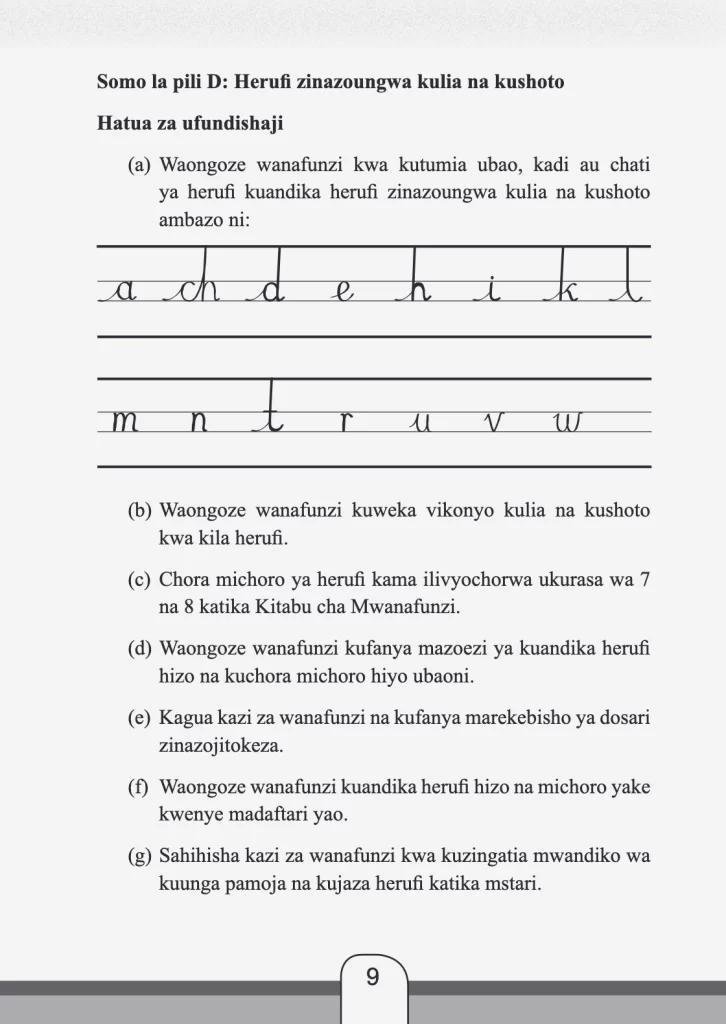 Somo la pili D: Herufi zinazoungwa kulia na kushoto
Hatua za ufundishaji
(a) Waongoze wanafunzi kwa kutumia ubao, kadi au chati
ya herufi kuandika herufi zinazoungwa kulia na kushoto
ambazo ni:
a ch d e h i k l
m n t r u v w
(b) Waongoze wanafunzi kuweka vikonyo kulia na kushoto
kwa kila herufi.
(c) Chora michoro ya herufi kama ilivyochorwa ukurasa wa 7
na 8 katika Kitabu cha Mwanafunzi.
(d) Waongoze wanafunzi kufanya mazoezi ya kuandika herufi
hizo na kuchora michoro hiyo ubaoni.
(e) Kagua kazi za wanafunzi na kufanya marekebisho ya dosari
zinazojitokeza.
(f) Waongoze wanafunzi kuandika herufi hizo na michoro yake
kwenye madaftari yao.
(g) Sahihisha kazi za wanafunzi kwa kuzingatia mwandiko wa
kuunga pamoja na kujaza herufi katika mstari.
9